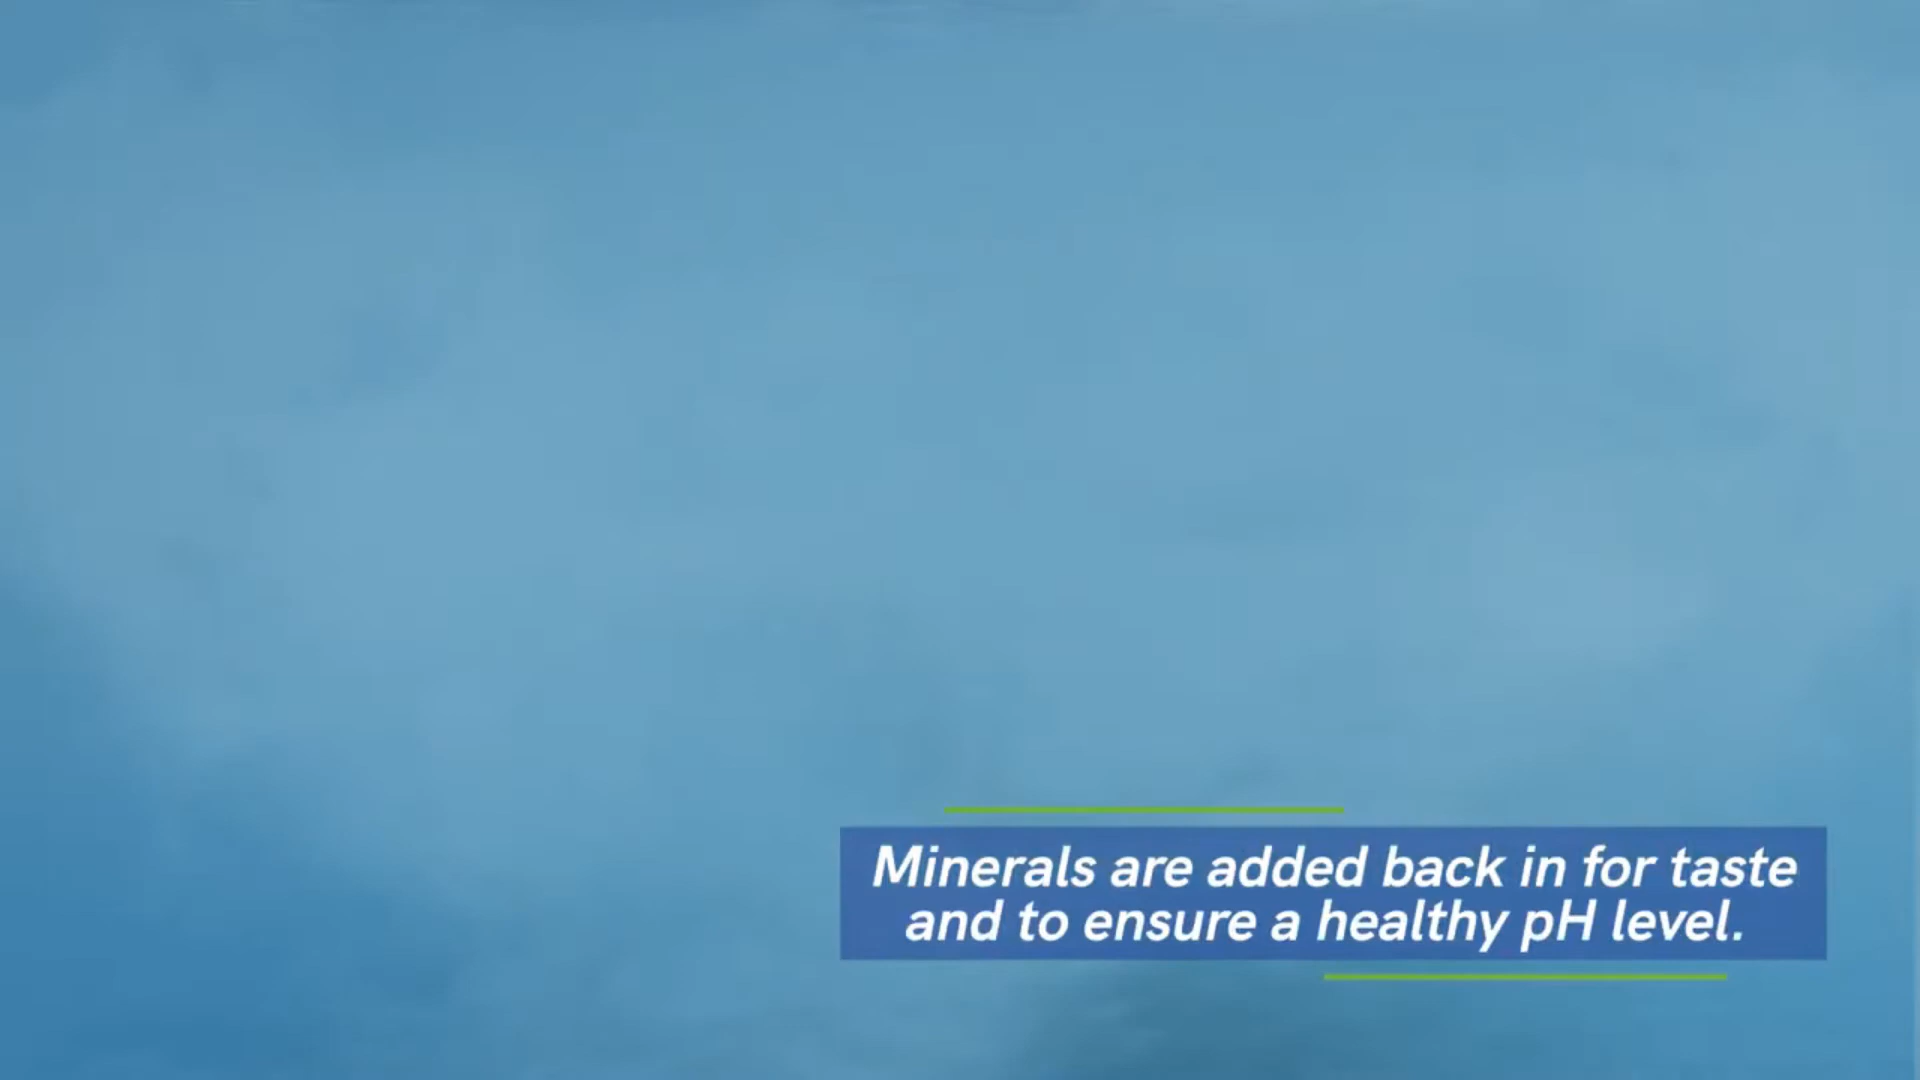 Minerals are added back in for taste
and to ensure a healthy pH level.